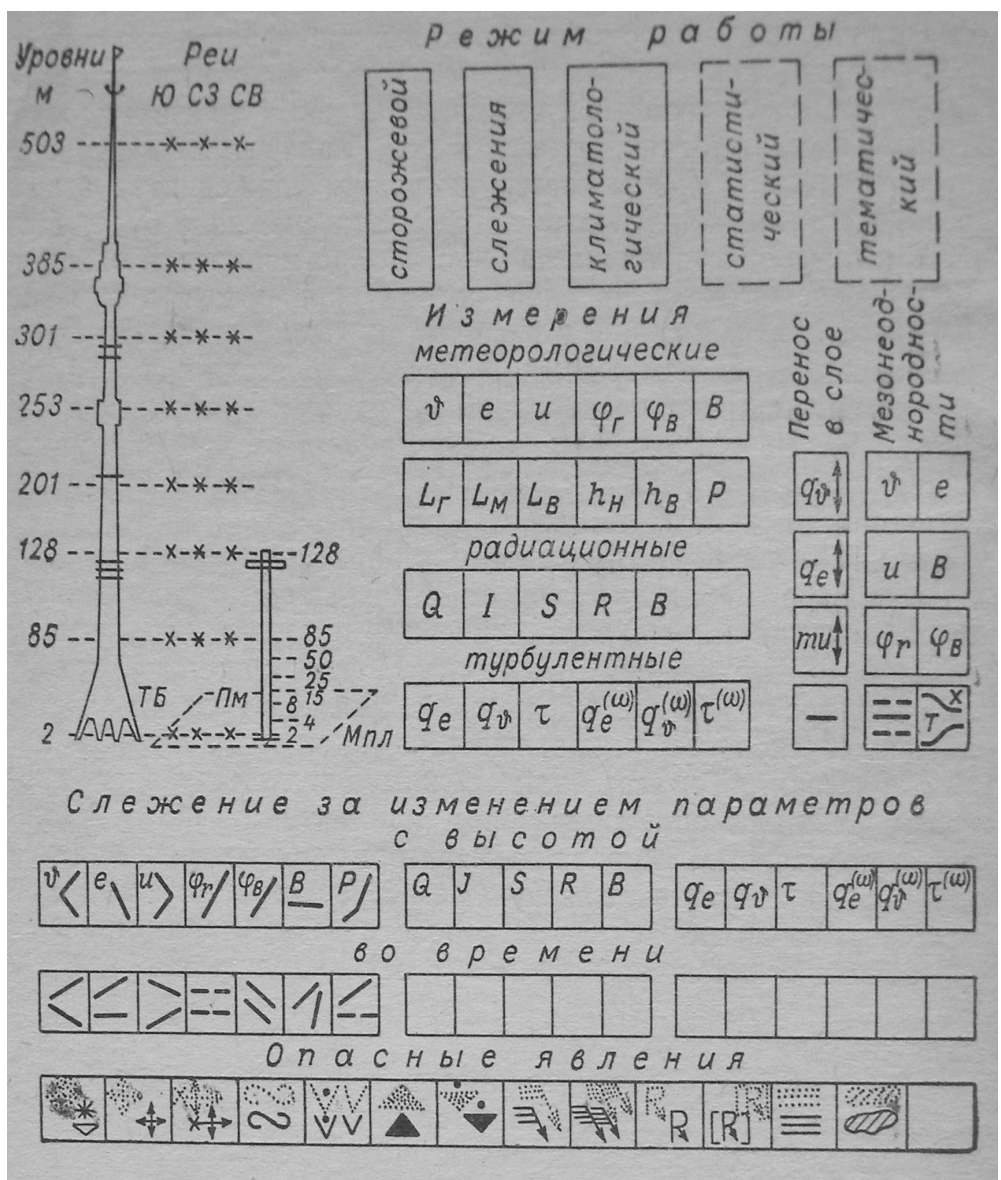 Режим работы
Уровни Реи
м Ю СЗ СВ
503
385
301
253
201
128 128
85 85
50
25
15
8
4
2 2
ТБ Пм
Мпл
сторожевой
слежения
климатоло-
гический
статисти-
ческий
тематичес-
кий
Измерения
метеорологические
ϑ e u φг φв B
Lг Lм Lв hн hв P
радиационные
Q I S R B
турбулентные
qe qϑ τ qe(ω) qϑ(ω) τ(ω)
Перенос
в слое
qϑ
qe
mu
Мезонеод-
нороднос-
ти
ϑ e
u B
φг φв
T X
Слежение за изменением параметров
с высотой
ϑ e u φг φв B P
Q J S R B
qe qϑ τ qe(ω) qϑ(ω) τ(ω)
во времени
Опасные явления
R R [R] R